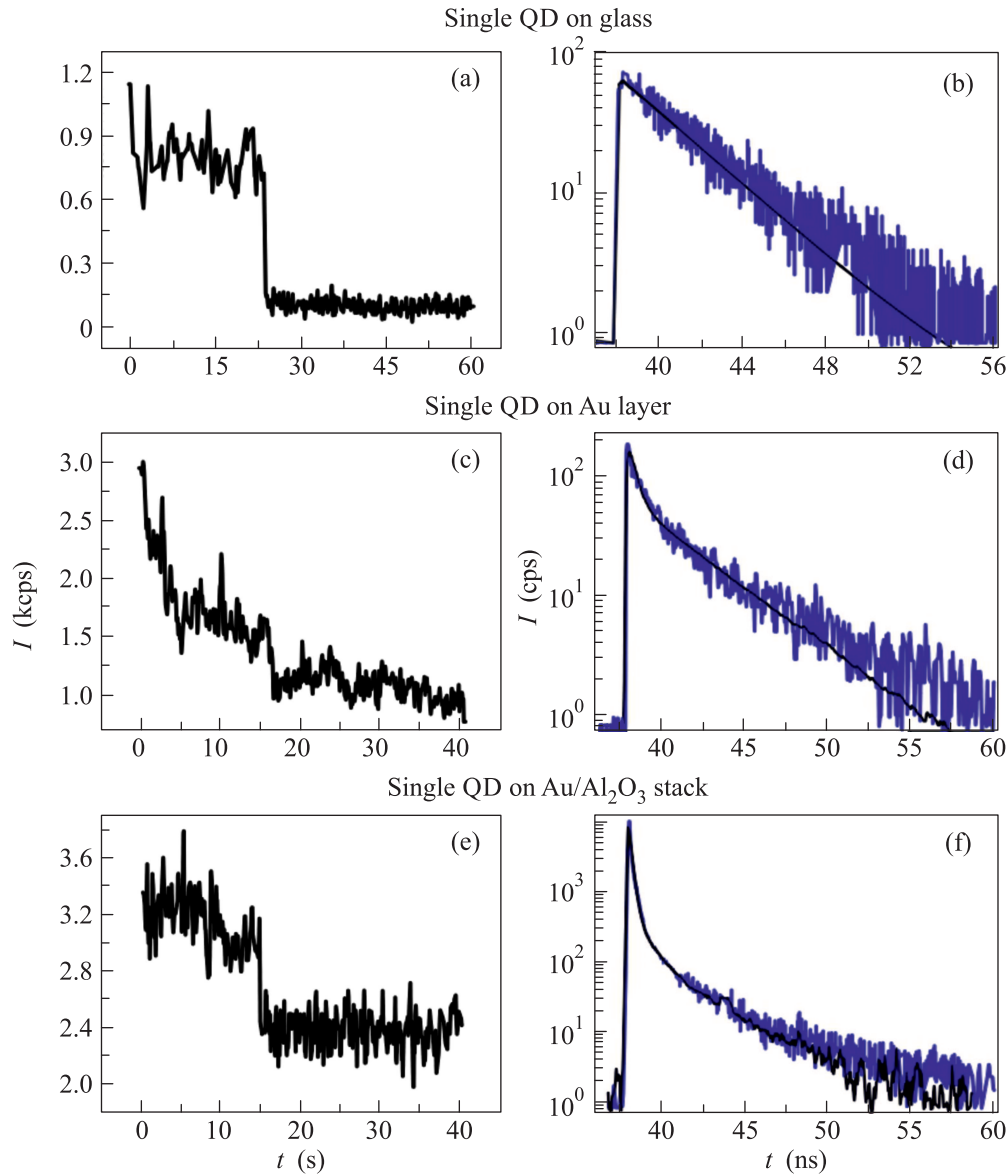 Single QD on glass
(a)
1.2
0.9
0.6
0.3
0
0 15 30 45 60
(b)
10²
10¹
10⁰
40 44 48 52 56
Single QD on Au layer
(c)
I (kcps)
3.0
2.5
2.0
1.5
1.0
0 10 20 30 40
(d)
I (cps)
10²
10¹
10⁰
40 45 50 55 60
Single QD on Au/Al₂O₃ stack
(e)
3.6
3.2
2.8
2.4
2.0
0 10 20 30 40
t (s)
(f)
10³
10²
10¹
10⁰
40 45 50 55 60
t (ns)